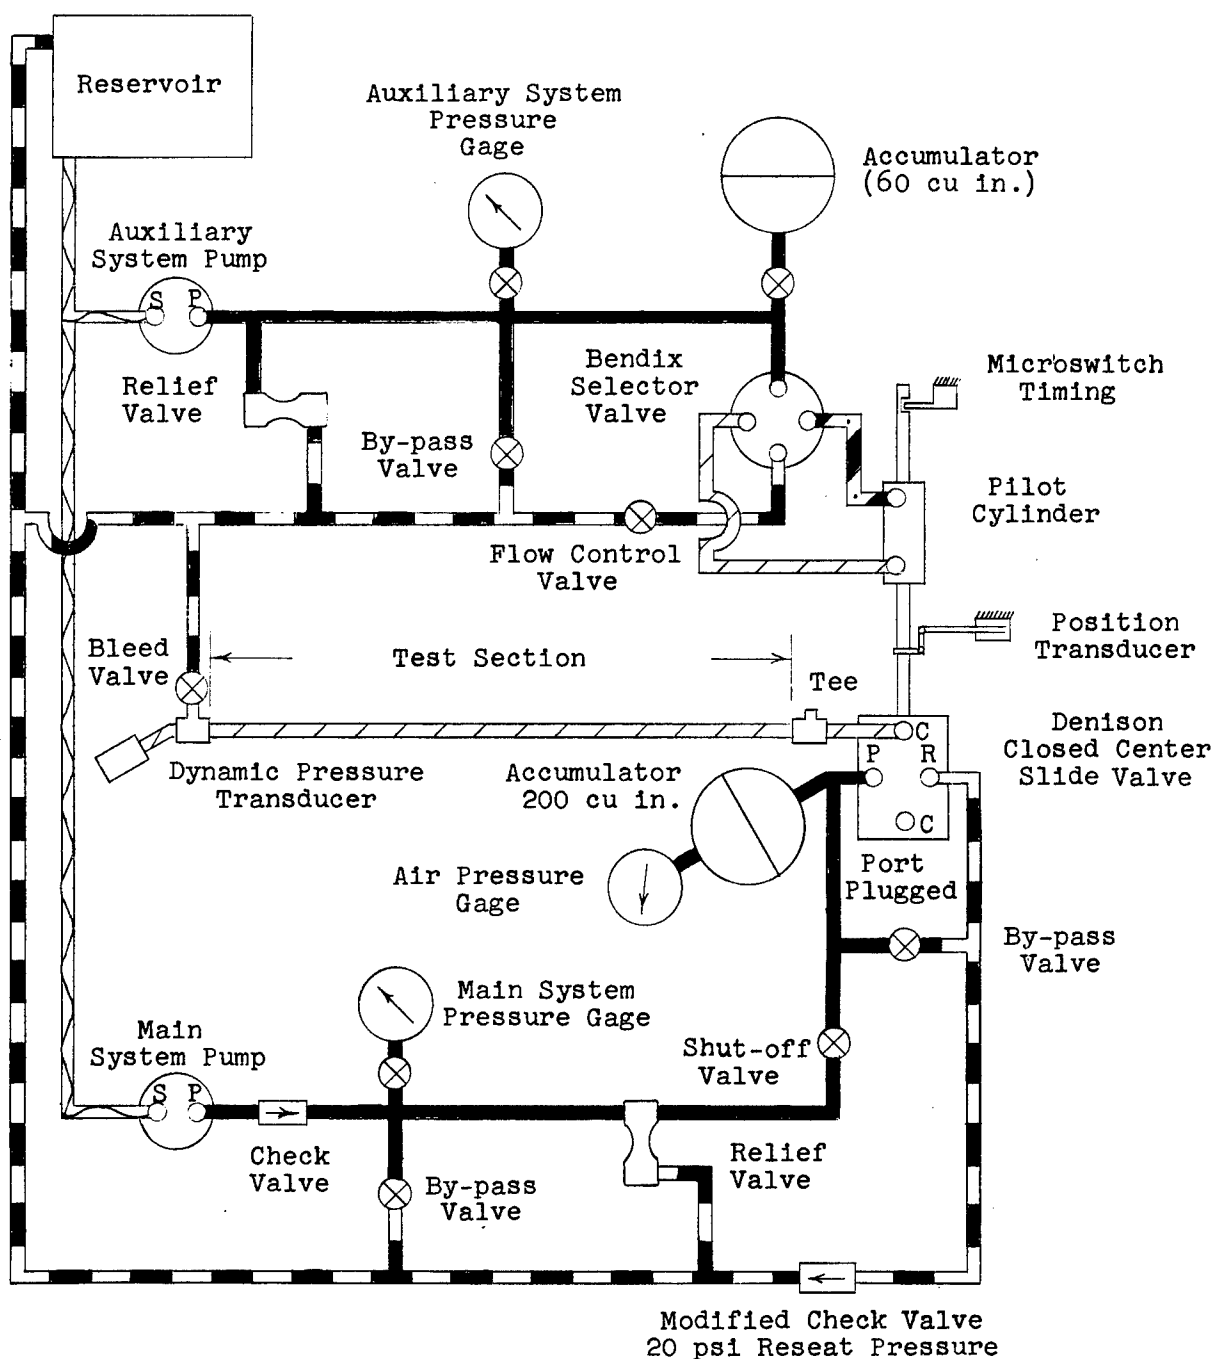 Reservoir
Auxiliary System
Pressure
Gage
Accumulator
(60 cu in.)
Auxiliary
System Pump
S P
Relief
Valve
By-pass
Valve
Bendix
Selector
Valve
Microswitch
Timing
Pilot
Cylinder
Flow Control
Valve
Bleed
Valve
Test Section
Position
Transducer
Tee
Dynamic Pressure
Transducer
Accumulator
200 cu in.
C
P R
C
Denison
Closed Center
Slide Valve
Air Pressure
Gage
Port
Plugged
By-pass
Valve
Main System
Pressure Gage
Main
System Pump
S P
Shut-off
Valve
Check
Valve
By-pass
Valve
Relief
Valve
Modified Check Valve
20 psi Reseat Pressure